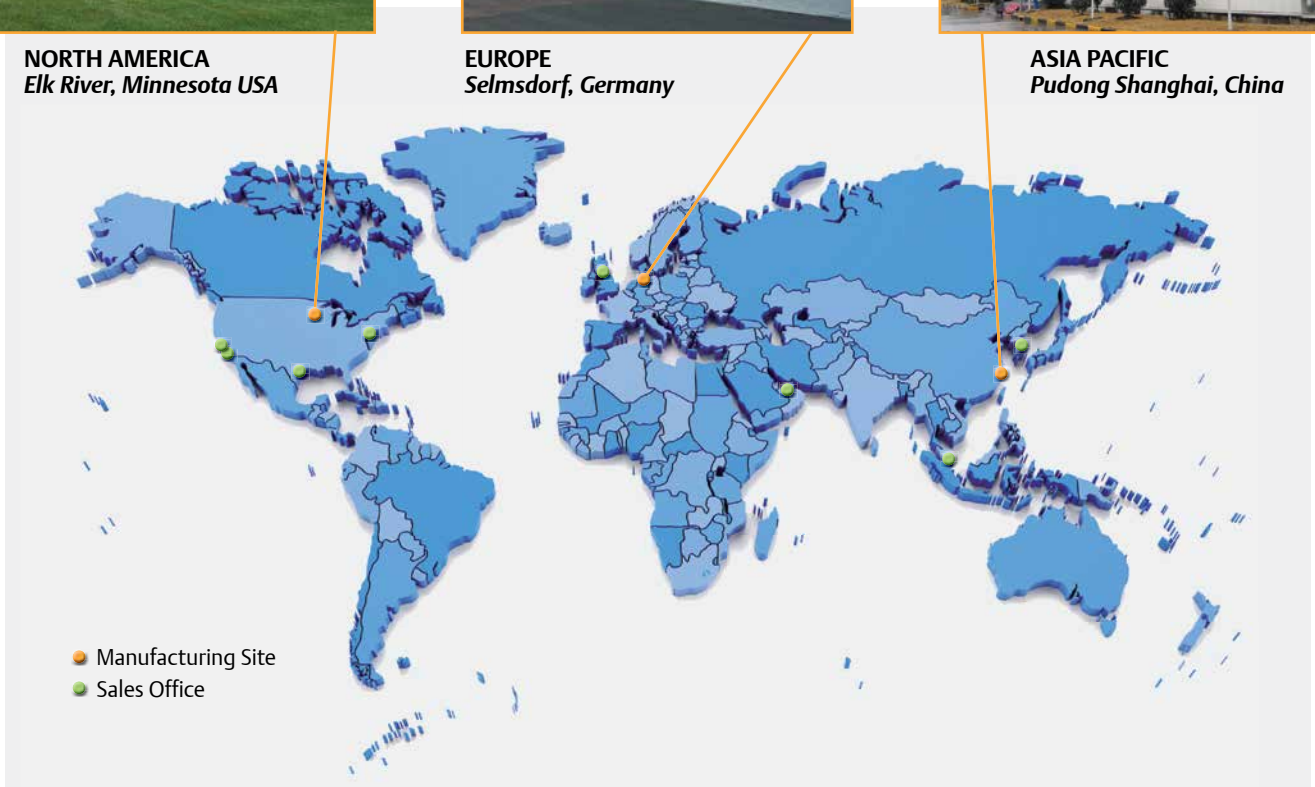 NORTH AMERICA
Elk River, Minnesota USA
EUROPE
Selmsdorf, Germany
ASIA PACIFIC
Pudong Shanghai, China
Manufacturing Site
Sales Office